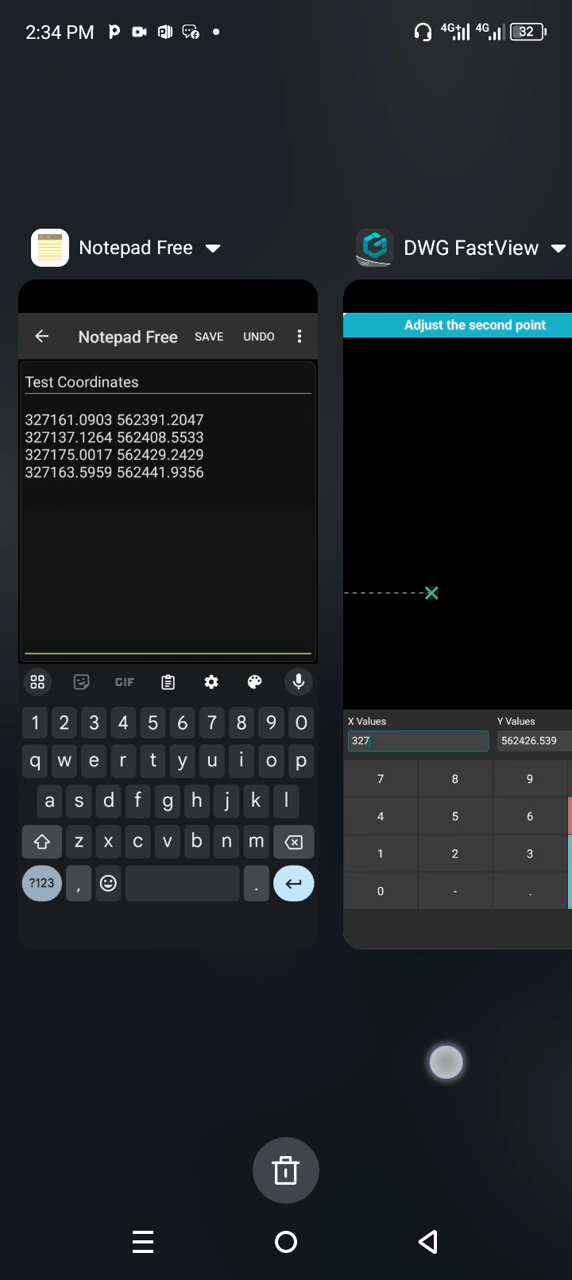 2:34 PM
4G+ 4G 32
Notepad Free
DWG FastView
Notepad Free SAVE UNDO
Adjust the second point
Test Coordinates
327161.0903 562391.2047
327137.1264 562408.5533
327175.0017 562429.2429
327163.5959 562441.9356
GIF
X Values Y Values
327 562426.539
1 2 3 4 5 6 7 8 9 0
q w e r t y u i o p
a s d f g h j k l
z x c v b n m
?123 , .
7 8 9
4 5 6
1 2 3
0 - .